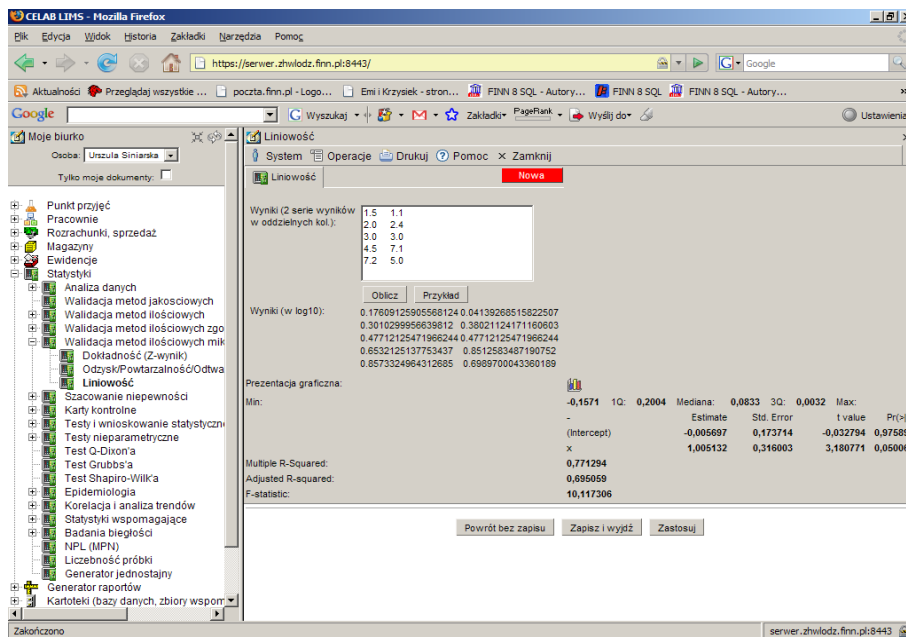 CELAB LIMS - Mozilla Firefox
Plik Edycja Widok Historia Zakładki Narzędzia Pomoc
https://serwer.zhwlodz.finn.pl:8443/
Google
Aktualności Przeglądaj wszystkie ... poczta.finn.pl - Logo... Emi i Krzysiek - stron... FINN 8 SQL - Autory... FINN 8 SQL FINN 8 SQL - Autory... »
Google Wyszukaj Zakładki PageRank Wyślij do Ustawienia
Moje biurko
Osoba: Urszula Siniarska
Tylko moje dokumenty:
Punkt przyjęć
Pracownie
Rozrachunki, sprzedaż
Magazyny
Ewidencje
Statystyki
Analiza danych
Walidacja metod jakosciowych
Walidacja metod ilościowych
Walidacja metod ilościowych zgo
Walidacja metod ilościowych mik
Dokładność (Z-wynik)
Odzysk/Powtarzalność/Odtwa
Liniowość
Szacowanie niepewności
Karty kontrolne
Testy i wnioskowanie statystyczn
Testy nieparametryczne
Test Q-Dixon'a
Test Grubbs'a
Test Shapiro-Wilk'a
Epidemiologia
Korelacja i analiza trendów
Statystyki wspomagające
Badania biegłości
NPL (MPN)
Liczebność próbki
Generator jednostajny
Generator raportów
Kartoteki (bazy danych, zbiory wspom
Liniowość
System Operacje Drukuj Pomoc Zamknij
Liniowość Nowa
Wyniki (2 serie wyników
w oddzielnych kol.):
1.5 1.1
2.0 2.4
3.0 3.0
4.5 7.1
7.2 5.0
Oblicz Przykład
Wyniki (w log10):
0.17609125905568124 0.04139268515822507
0.3010299956639812 0.38021124171160603
0.47712125471966244 0.47712125471966244
0.6532125137753437 0.8512583487190752
0.8573324964312685 0.6989700043360189
Prezentacja graficzna:
Min: -0,1571 1Q: 0,2004 Mediana: 0,0833 3Q: 0,0032 Max:
- Estimate Std. Error t value Pr(>|
(Intercept) -0,005697 0,173714 -0,032794 0,97589
x 1,005132 0,316003 3,180771 0,05006
Multiple R-Squared: 0,771294
Adjusted R-squared: 0,695059
F-statistic: 10,117306
Powrót bez zapisu Zapisz i wyjdź Zastosuj
Zakończono serwer.zhwlodz.finn.pl:8443